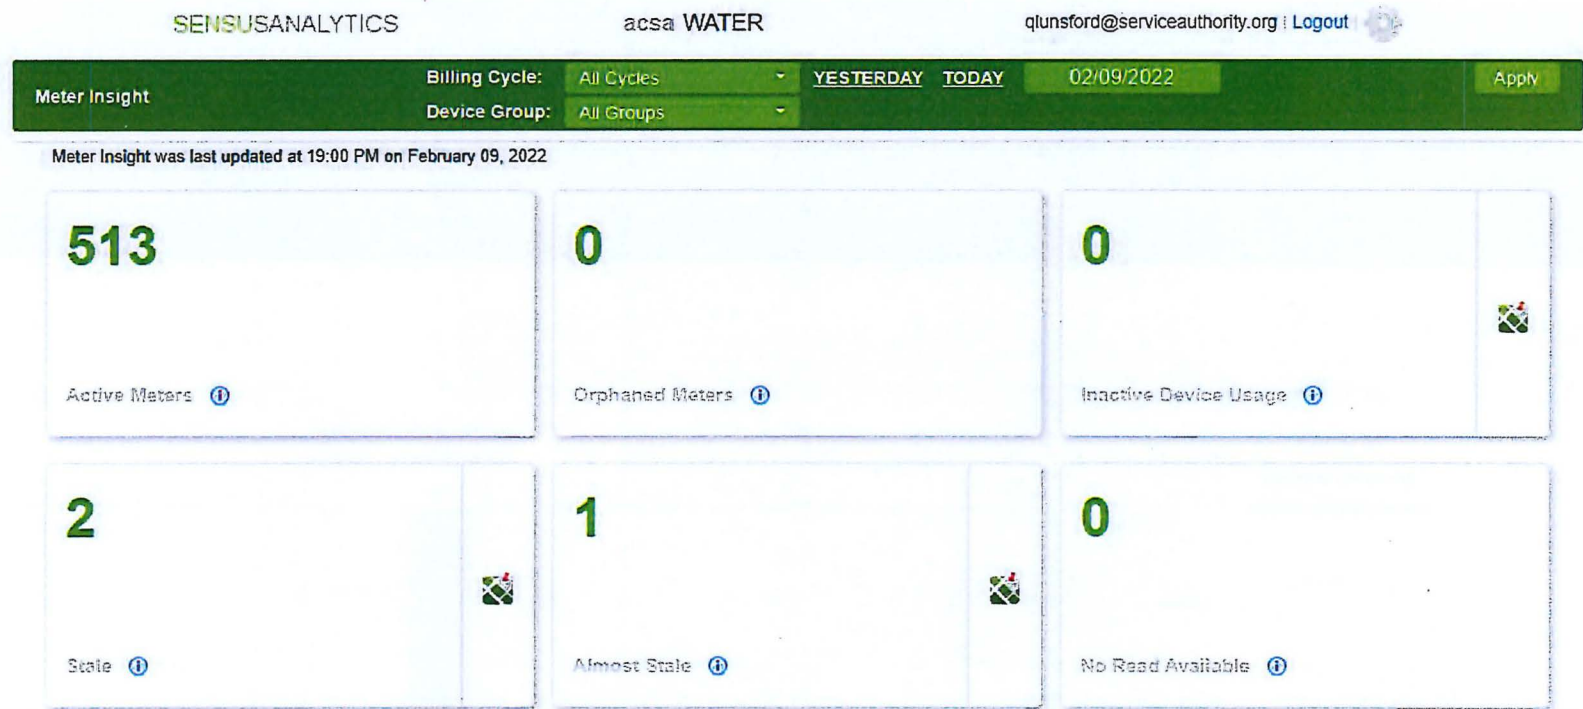 SENSUSANALYTICS
acsa WATER
qlunsford@serviceauthority.org | Logout
Meter Insight
Billing Cycle: All Cycles
Device Group: All Groups
YESTERDAY TODAY 02/09/2022 Apply
Meter Insight was last updated at 19:00 PM on February 09, 2022
513
Active Meters
0
Orphaned Meters
0
Inactive Device Usage
2
Stale
1
Almost Stale
0
No Read Available